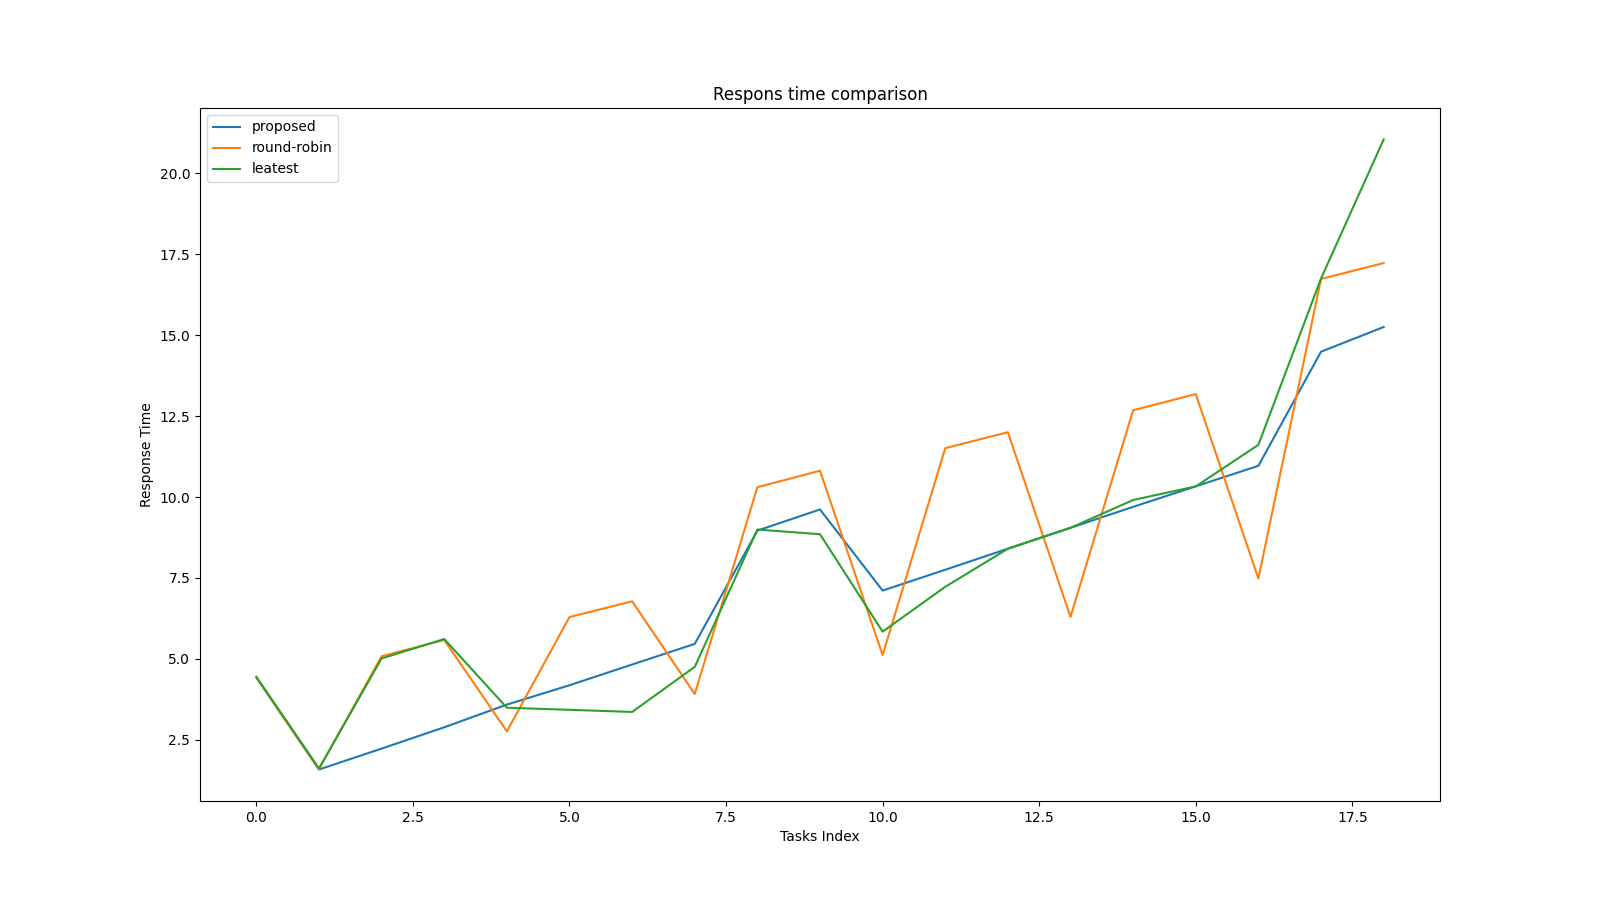 Respons time comparison
proposed
round-robin
leatest
20.0
17.5
15.0
12.5
10.0
7.5
5.0
2.5
Response Time
0.0 2.5 5.0 7.5 10.0 12.5 15.0 17.5
Tasks Index